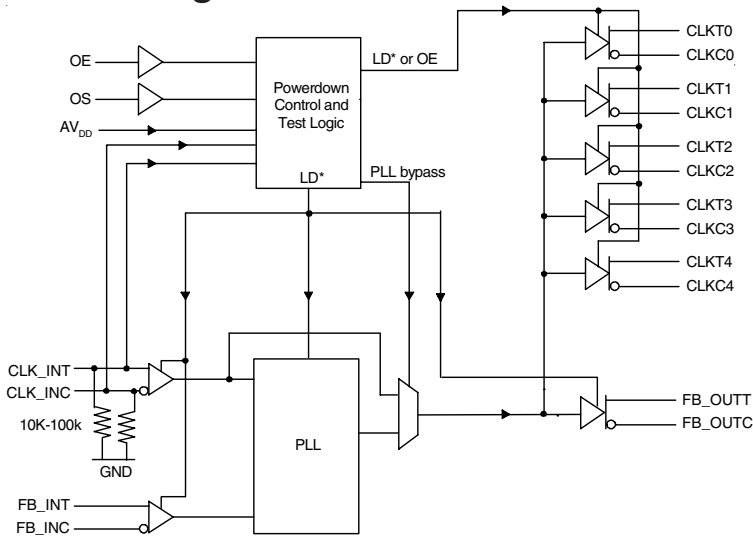 OE
OS
AV_DD
Powerdown
Control and
Test Logic
LD*
LD* or OE
PLL bypass
CLKT0
CLKC0
CLKT1
CLKC1
CLKT2
CLKC2
CLKT3
CLKC3
CLKT4
CLKC4
CLK_INT
CLK_INC
10K-100k
GND
PLL
FB_INT
FB_INC
FB_OUTT
FB_OUTC